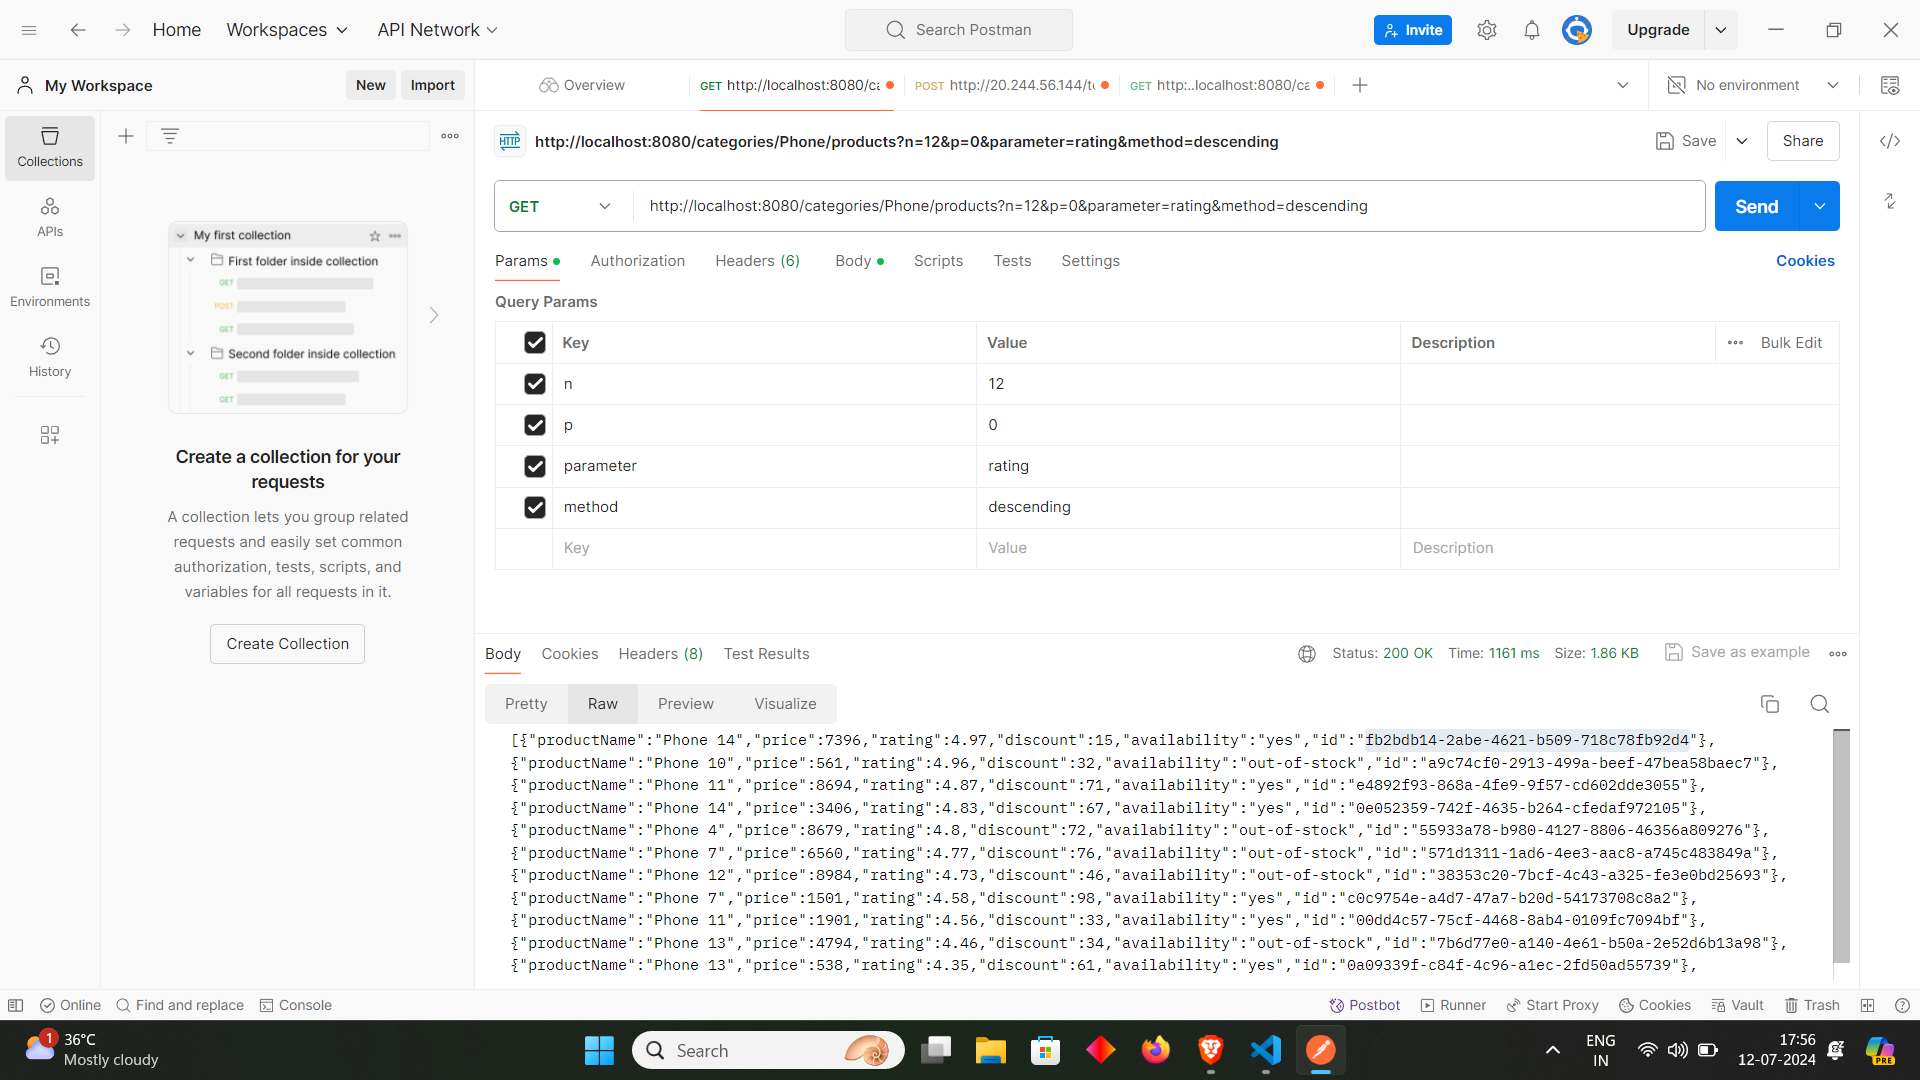 Home Workspaces API Network Search Postman Invite Upgrade
My Workspace New Import
Overview GET http://localhost:8080/ca POST http://20.244.56.144/t GET http:..localhost:8080/ca No environment
Collections
APIs
Environments
History
My first collection
First folder inside collection
GET
POST
GET
Second folder inside collection
GET
GET
Create a collection for your
requests
A collection lets you group related
requests and easily set common
authorization, tests, scripts, and
variables for all requests in it.
Create Collection
HTTP http://localhost:8080/categories/Phone/products?n=12&p=0&parameter=rating&method=descending Save Share
GET http://localhost:8080/categories/Phone/products?n=12&p=0&parameter=rating&method=descending Send
Params Authorization Headers (6) Body Scripts Tests Settings Cookies
Query Params
Key Value Description Bulk Edit
n 12
p 0
parameter rating
method descending
Key Value Description
Body Cookies Headers (8) Test Results Status: 200 OK Time: 1161 ms Size: 1.86 KB Save as example
Pretty Raw Preview Visualize
[{"productName":"Phone 14","price":7396,"rating":4.97,"discount":15,"availability":"yes","id":"fb2bdb14-2abe-4621-b509-718c78fb92d4"},
{"productName":"Phone 10","price":561,"rating":4.96,"discount":32,"availability":"out-of-stock","id":"a9c74cf0-2913-499a-beef-47bea58baec7"},
{"productName":"Phone 11","price":8694,"rating":4.87,"discount":71,"availability":"yes","id":"e4892f93-868a-4fe9-9f57-cd602dde3055"},
{"productName":"Phone 14","price":3406,"rating":4.83,"discount":67,"availability":"yes","id":"0e052359-742f-4635-b264-cfedaf972105"},
{"productName":"Phone 4","price":8679,"rating":4.8,"discount":72,"availability":"out-of-stock","id":"55933a78-b980-4127-8806-46356a809276"},
{"productName":"Phone 7","price":6560,"rating":4.77,"discount":76,"availability":"out-of-stock","id":"571d1311-1ad6-4ee3-aac8-a745c483849a"},
{"productName":"Phone 12","price":8984,"rating":4.73,"discount":46,"availability":"out-of-stock","id":"38353c20-7bcf-4c43-a325-fe3e0bd25693"},
{"productName":"Phone 7","price":1501,"rating":4.58,"discount":98,"availability":"yes","id":"c0c9754e-a4d7-47a7-b20d-54173708c8a2"},
{"productName":"Phone 11","price":1901,"rating":4.56,"discount":33,"availability":"yes","id":"00dd4c57-75cf-4468-8ab4-0109fc7094bf"},
{"productName":"Phone 13","price":4794,"rating":4.46,"discount":34,"availability":"out-of-stock","id":"7b6d77e0-a140-4e61-b50a-2e52d6b13a98"},
{"productName":"Phone 13","price":538,"rating":4.35,"discount":61,"availability":"yes","id":"0a09339f-c84f-4c96-a1ec-2fd50ad55739"},
Online Find and replace Console Postbot Runner Start Proxy Cookies Vault Trash
1 36°C
Mostly cloudy
Search
ENG
IN
17:56
12-07-2024
PRE